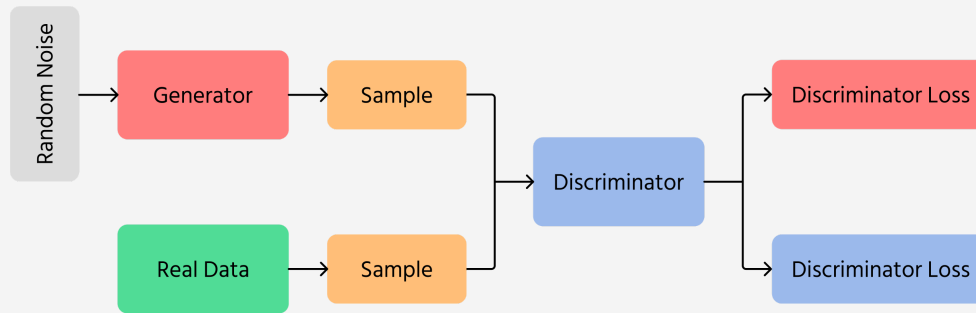 Random Noise
Generator
Sample
Discriminator Loss
Discriminator
Real Data
Sample
Discriminator Loss